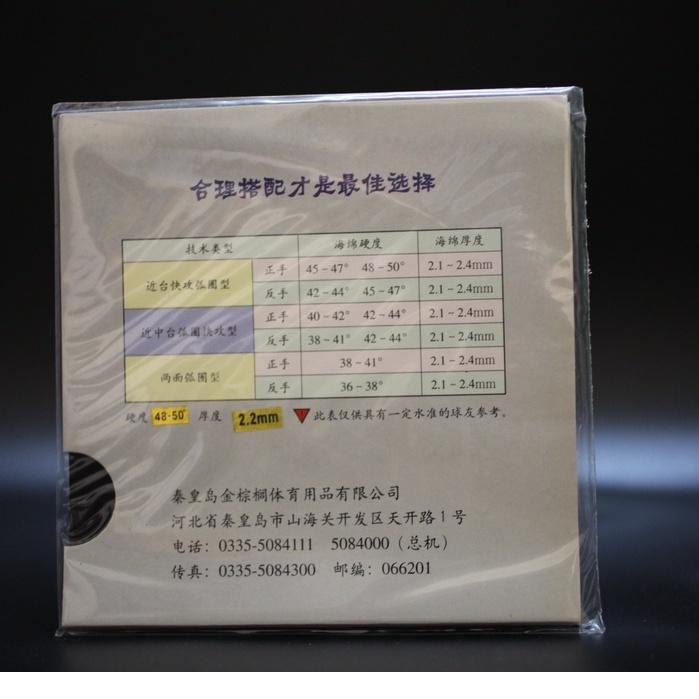 合理搭配才是最佳选择
技术类型 海绵硬度 海绵厚度
近台快攻弧圈型 正手 45－47° 48－50° 2.1－2.4mm
反手 42－44° 45－47° 2.1－2.4mm
近中台弧圈快攻型 正手 40－42° 42－44° 2.1－2.4mm
反手 38－41° 42－44° 2.1－2.4mm
两面弧圈型 正手 38－41° 2.1－2.4mm
反手 36－38° 2.1－2.4mm
硬度 48-50° 厚度 2.2mm ! 此表仅供具有一定水准的球友参考。
秦皇岛金棕榈体育用品有限公司
河北省秦皇岛市山海关开发区天开路1号
电话：0335-5084111 5084000（总机）
传真：0335-5084300 邮编：066201